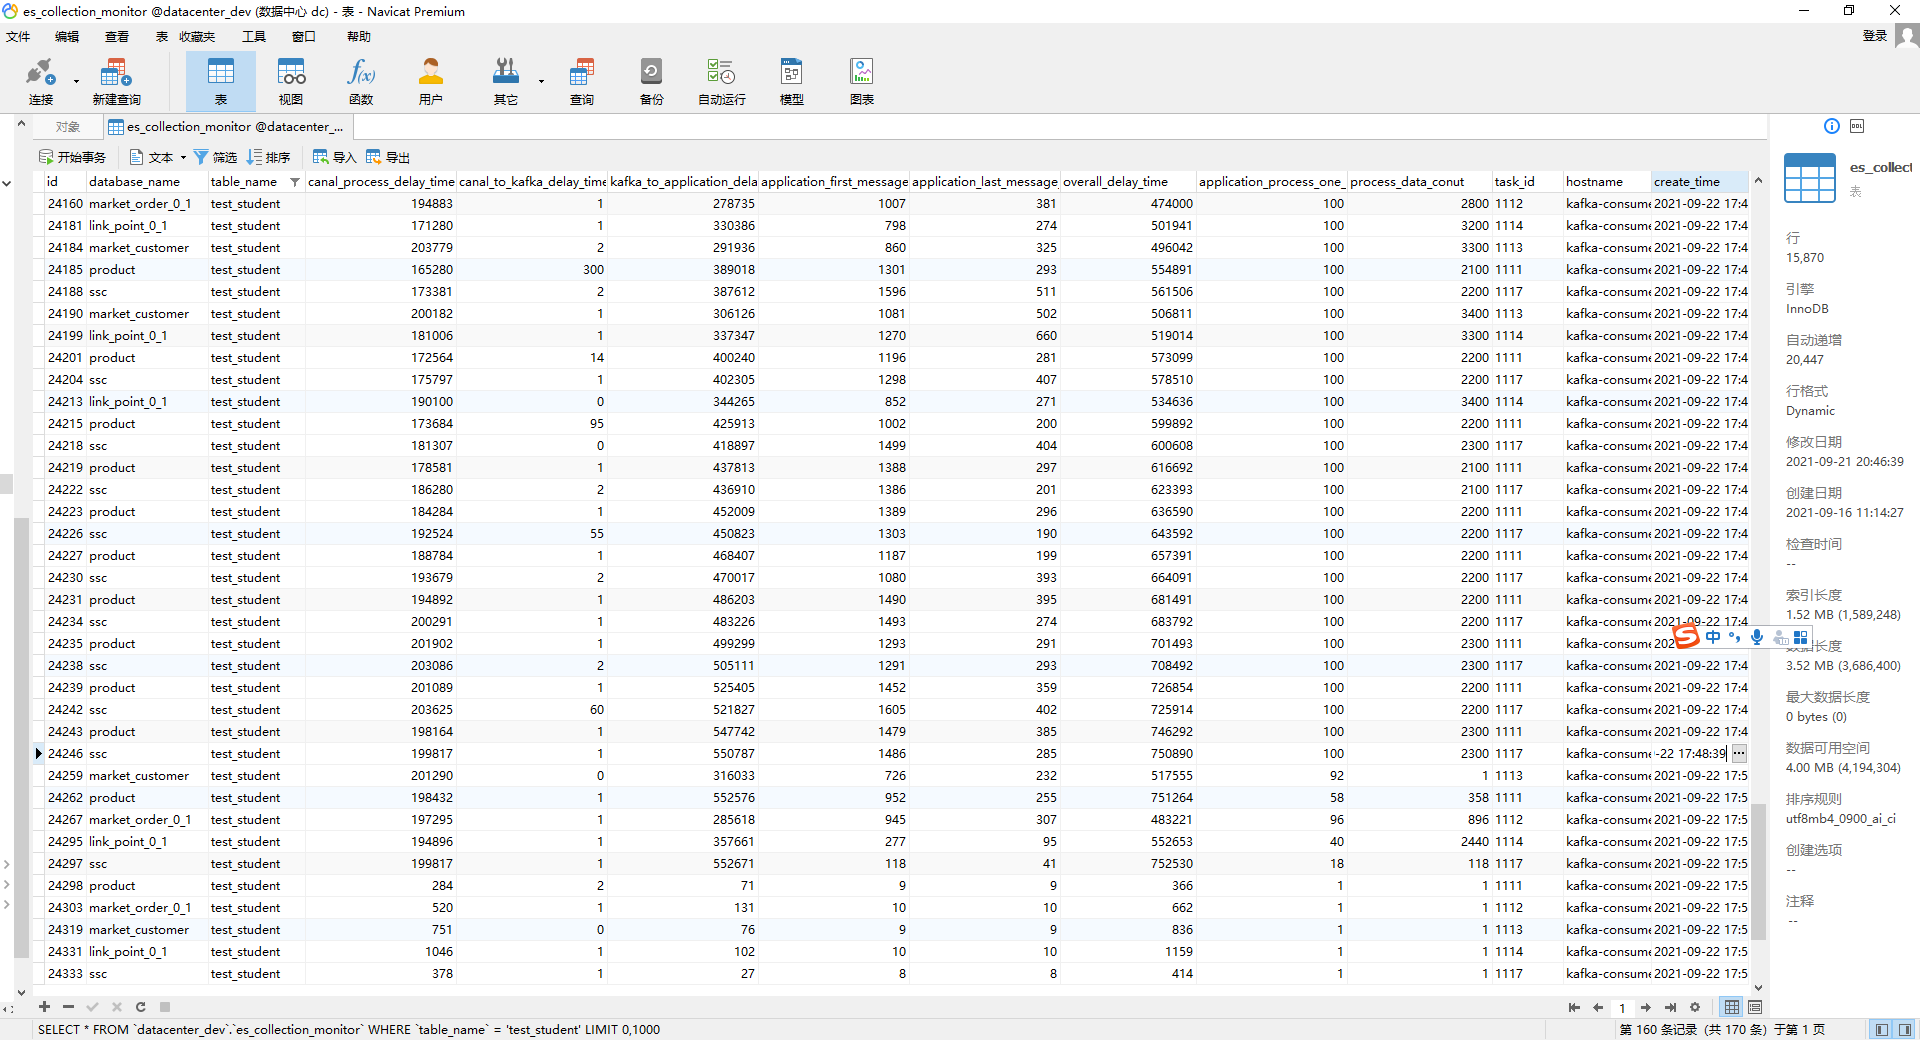 es_collection_monitor @datacenter_dev (数据中心 dc) - 表 - Navicat Premium
文件 编辑 查看 表 收藏夹 工具 窗口 帮助 登录
连接 新建查询 表 视图 函数 用户 其它 查询 备份 自动运行 模型 图表
对象 es_collection_monitor @datacenter_...
开始事务 文本 筛选 排序 导入 导出
id database_name table_name canal_process_delay_time canal_to_kafka_delay_time kafka_to_application_dela application_first_message application_last_message_ overall_delay_time application_process_one_ process_data_conut task_id hostname create_time
24160 market_order_0_1 test_student 194883 1 278735 1007 381 474000 100 2800 1112 kafka-consume 2021-09-22 17:4
24181 link_point_0_1 test_student 171280 1 330386 798 274 501941 100 3200 1114 kafka-consume 2021-09-22 17:4
24184 market_customer test_student 203779 2 291936 860 325 496042 100 3300 1113 kafka-consume 2021-09-22 17:4
24185 product test_student 165280 300 389018 1301 293 554891 100 2100 1111 kafka-consume 2021-09-22 17:4
24188 ssc test_student 173381 2 387612 1596 511 561506 100 2200 1117 kafka-consume 2021-09-22 17:4
24190 market_customer test_student 200182 1 306126 1081 502 506811 100 3400 1113 kafka-consume 2021-09-22 17:4
24199 link_point_0_1 test_student 181006 1 337347 1270 660 519014 100 3300 1114 kafka-consume 2021-09-22 17:4
24201 product test_student 172564 14 400240 1196 281 573099 100 2200 1111 kafka-consume 2021-09-22 17:4
24204 ssc test_student 175797 1 402305 1298 407 578510 100 2200 1117 kafka-consume 2021-09-22 17:4
24213 link_point_0_1 test_student 190100 0 344265 852 271 534636 100 3400 1114 kafka-consume 2021-09-22 17:4
24215 product test_student 173684 95 425913 1002 200 599892 100 2200 1111 kafka-consume 2021-09-22 17:4
24218 ssc test_student 181307 0 418897 1499 404 600608 100 2300 1117 kafka-consume 2021-09-22 17:4
24219 product test_student 178581 1 437813 1388 297 616692 100 2100 1111 kafka-consume 2021-09-22 17:4
24222 ssc test_student 186280 2 436910 1386 201 623393 100 2100 1117 kafka-consume 2021-09-22 17:4
24223 product test_student 184284 1 452009 1389 296 636590 100 2200 1111 kafka-consume 2021-09-22 17:4
24226 ssc test_student 192524 55 450823 1303 190 643592 100 2200 1117 kafka-consume 2021-09-22 17:4
24227 product test_student 188784 1 468407 1187 199 657391 100 2200 1111 kafka-consume 2021-09-22 17:4
24230 ssc test_student 193679 2 470017 1080 393 664091 100 2200 1117 kafka-consume 2021-09-22 17:4
24231 product test_student 194892 1 486203 1490 395 681491 100 2200 1111 kafka-consume 2021-09-22 17:4
24234 ssc test_student 200291 1 483226 1493 274 683792 100 2200 1117 kafka-consume 2021-09-22 17:4
24235 product test_student 201902 1 499299 1293 291 701493 100 2300 1111 kafka-consume
24238 ssc test_student 203086 2 505111 1291 293 708492 100 2300 1117 kafka-consume 2021-09-22 17:4
24239 product test_student 201089 1 525405 1452 359 726854 100 2200 1111 kafka-consume 2021-09-22 17:4
24242 ssc test_student 203625 60 521827 1605 402 725914 100 2200 1117 kafka-consume 2021-09-22 17:4
24243 product test_student 198164 1 547742 1479 385 746292 100 2300 1111 kafka-consume 2021-09-22 17:4
24246 ssc test_student 199817 1 550787 1486 285 750890 100 2300 1117 kafka-consume -22 17:48:39 ...
24259 market_customer test_student 201290 0 316033 726 232 517555 92 1 1113 kafka-consume 2021-09-22 17:5
24262 product test_student 198432 1 552576 952 255 751264 58 358 1111 kafka-consume 2021-09-22 17:5
24267 market_order_0_1 test_student 197295 1 285618 945 307 483221 96 896 1112 kafka-consume 2021-09-22 17:5
24295 link_point_0_1 test_student 194896 1 357661 277 95 552653 40 2440 1114 kafka-consume 2021-09-22 17:5
24297 ssc test_student 199817 1 552671 118 41 752530 18 118 1117 kafka-consume 2021-09-22 17:5
24298 product test_student 284 2 71 9 9 366 1 1 1111 kafka-consume 2021-09-22 17:5
24303 market_order_0_1 test_student 520 1 131 10 10 662 1 1 1112 kafka-consume 2021-09-22 17:5
24319 market_customer test_student 751 0 76 9 9 836 1 1 1113 kafka-consume 2021-09-22 17:5
24331 link_point_0_1 test_student 1046 1 102 10 10 1159 1 1 1114 kafka-consume 2021-09-22 17:5
24333 ssc test_student 378 1 27 8 8 414 1 1 1117 kafka-consume 2021-09-22 17:5
1
SELECT * FROM `datacenter_dev`.`es_collection_monitor` WHERE `table_name` = 'test_student' LIMIT 0,1000
第 160 条记录 (共 170 条) 于第 1 页
DDL
es_collect
表
行
15,870
引擎
InnoDB
自动递增
20,447
行格式
Dynamic
修改日期
2021-09-21 20:46:39
创建日期
2021-09-16 11:14:27
检查时间
--
索引长度
1.52 MB (1,589,248)
中
数据长度
3.52 MB (3,686,400)
最大数据长度
0 bytes (0)
数据可用空间
4.00 MB (4,194,304)
排序规则
utf8mb4_0900_ai_ci
创建选项
--
注释
--